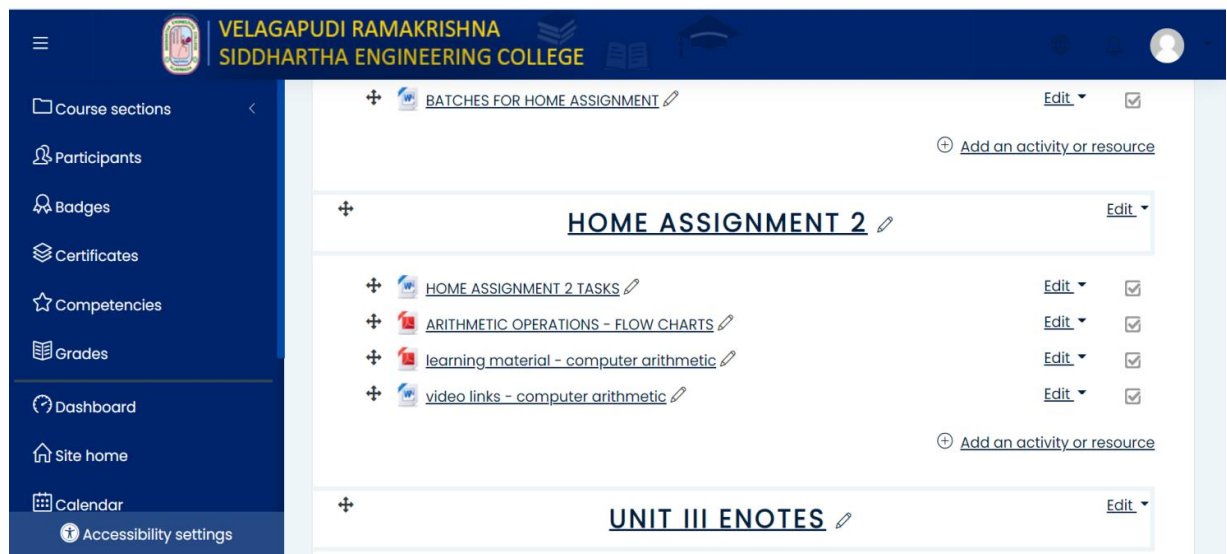 VELAGAPUDI RAMAKRISHNA
SIDDHARTHA ENGINEERING COLLEGE
Course sections
Participants
Badges
Certificates
Competencies
Grades
Dashboard
Site home
Calendar
Accessibility settings
BATCHES FOR HOME ASSIGNMENT Edit
Add an activity or resource
HOME ASSIGNMENT 2 Edit
HOME ASSIGNMENT 2 TASKS Edit
ARITHMETIC OPERATIONS - FLOW CHARTS Edit
learning material - computer arithmetic Edit
video links - computer arithmetic Edit
Add an activity or resource
UNIT III ENOTES Edit